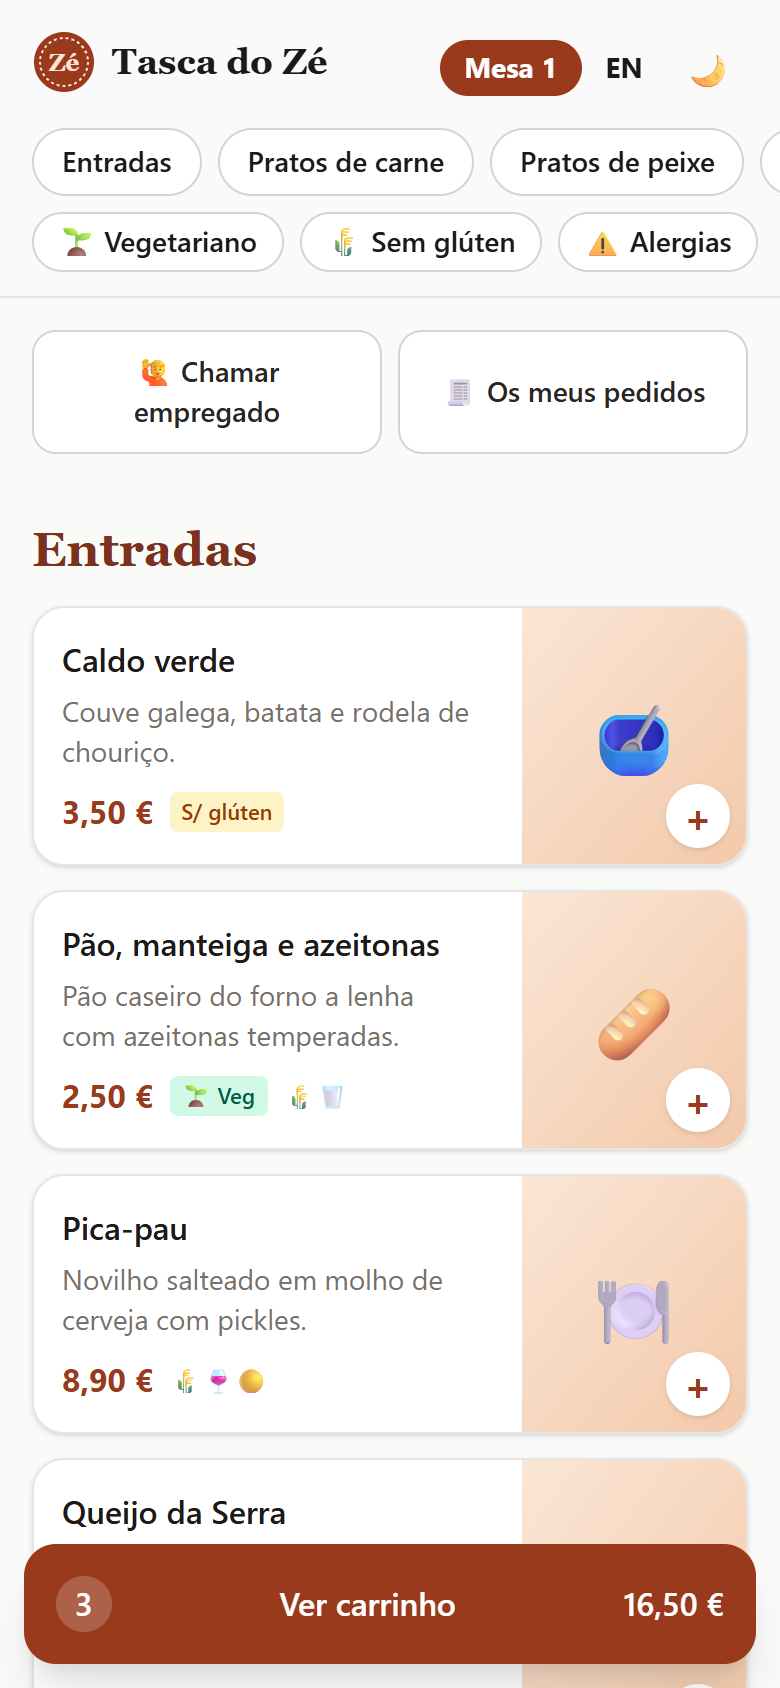 Zé
Tasca do Zé
Mesa 1
EN
Entradas
Pratos de carne
Pratos de peixe
Vegetariano
Sem glúten
Alergias
Chamar
empregado
Os meus pedidos
Entradas
Caldo verde
Couve galega, batata e rodela de
chouriço.
3,50 €
S/ glúten
+
Pão, manteiga e azeitonas
Pão caseiro do forno a lenha
com azeitonas temperadas.
2,50 €
Veg
+
Pica-pau
Novilho salteado em molho de
cerveja com pickles.
8,90 €
+
Queijo da Serra
3
Ver carrinho
16,50 €